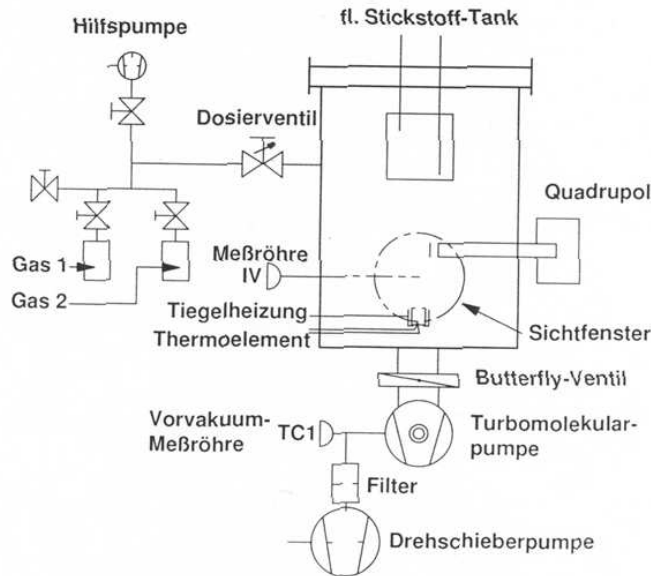 fl. Stickstoff-Tank
Hilfspumpe
Dosierventil
Quadrupol
Meßröhre
IV
Gas 1
Gas 2
Tiegelheizung
Thermoelement
Sichtfenster
Butterfly-Ventil
Vorvakuum-
Meßröhre
TC1
Turbomolekular-
pumpe
Filter
Drehschieberpumpe